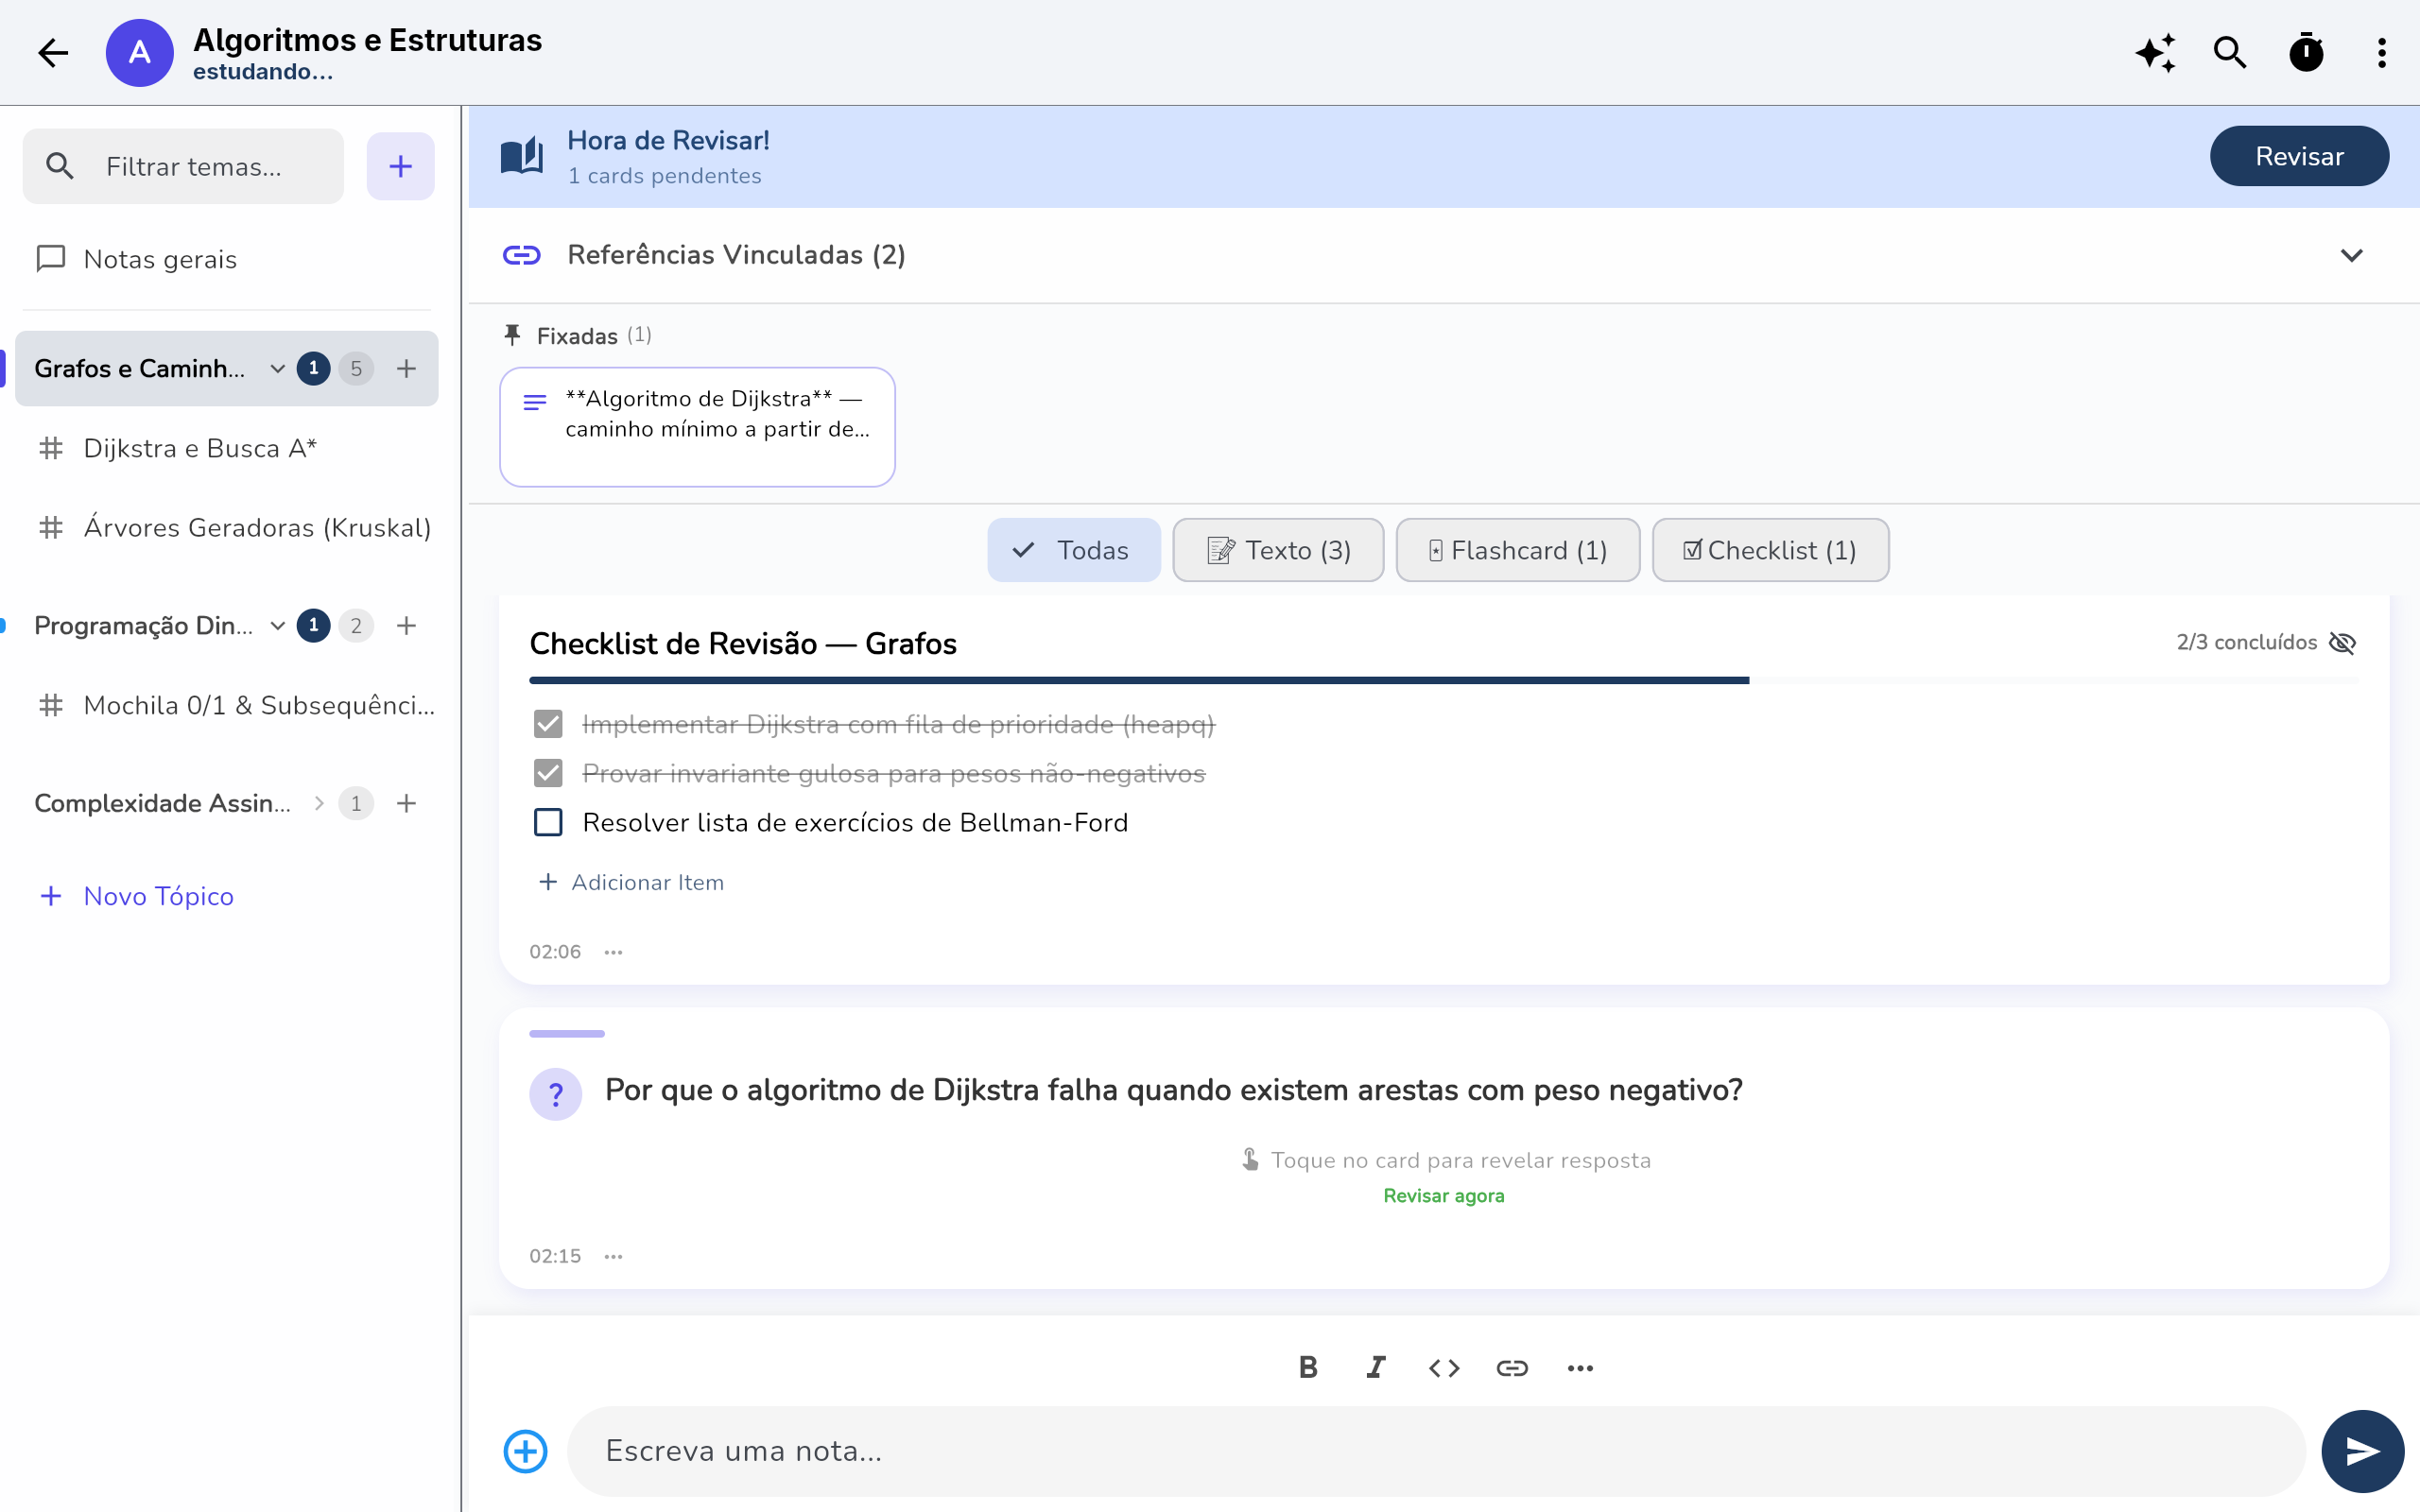 A
Algoritmos e Estruturas
estudando...
Filtrar temas...
Notas gerais
Grafos e Caminh... 1 5
Dijkstra e Busca A*
Árvores Geradoras (Kruskal)
Programação Din... 1 2
Mochila 0/1 & Subsequênci...
Complexidade Assin... 1
Novo Tópico
Hora de Revisar!
1 cards pendentes
Revisar
Referências Vinculadas (2)
Fixadas (1)
**Algoritmo de Dijkstra** —
caminho mínimo a partir de...
Todas
Texto (3)
Flashcard (1)
Checklist (1)
Checklist de Revisão — Grafos
2/3 concluídos
Implementar Dijkstra com fila de prioridade (heapq)
Provar invariante gulosa para pesos não-negativos
Resolver lista de exercícios de Bellman-Ford
Adicionar Item
02:06
? Por que o algoritmo de Dijkstra falha quando existem arestas com peso negativo?
Toque no card para revelar resposta
Revisar agora
02:15
B I
Escreva uma nota...